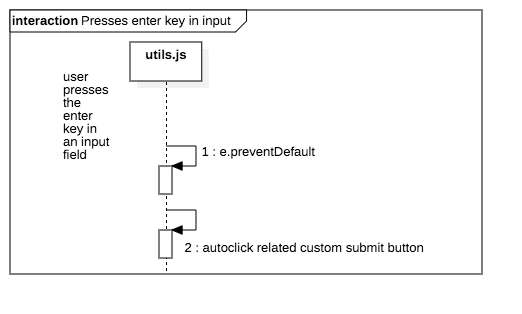 interaction Presses enter key in input
utils.js
user
presses
the
enter
key in
an input
field
1 : e.preventDefault
2 : autoclick related custom submit button